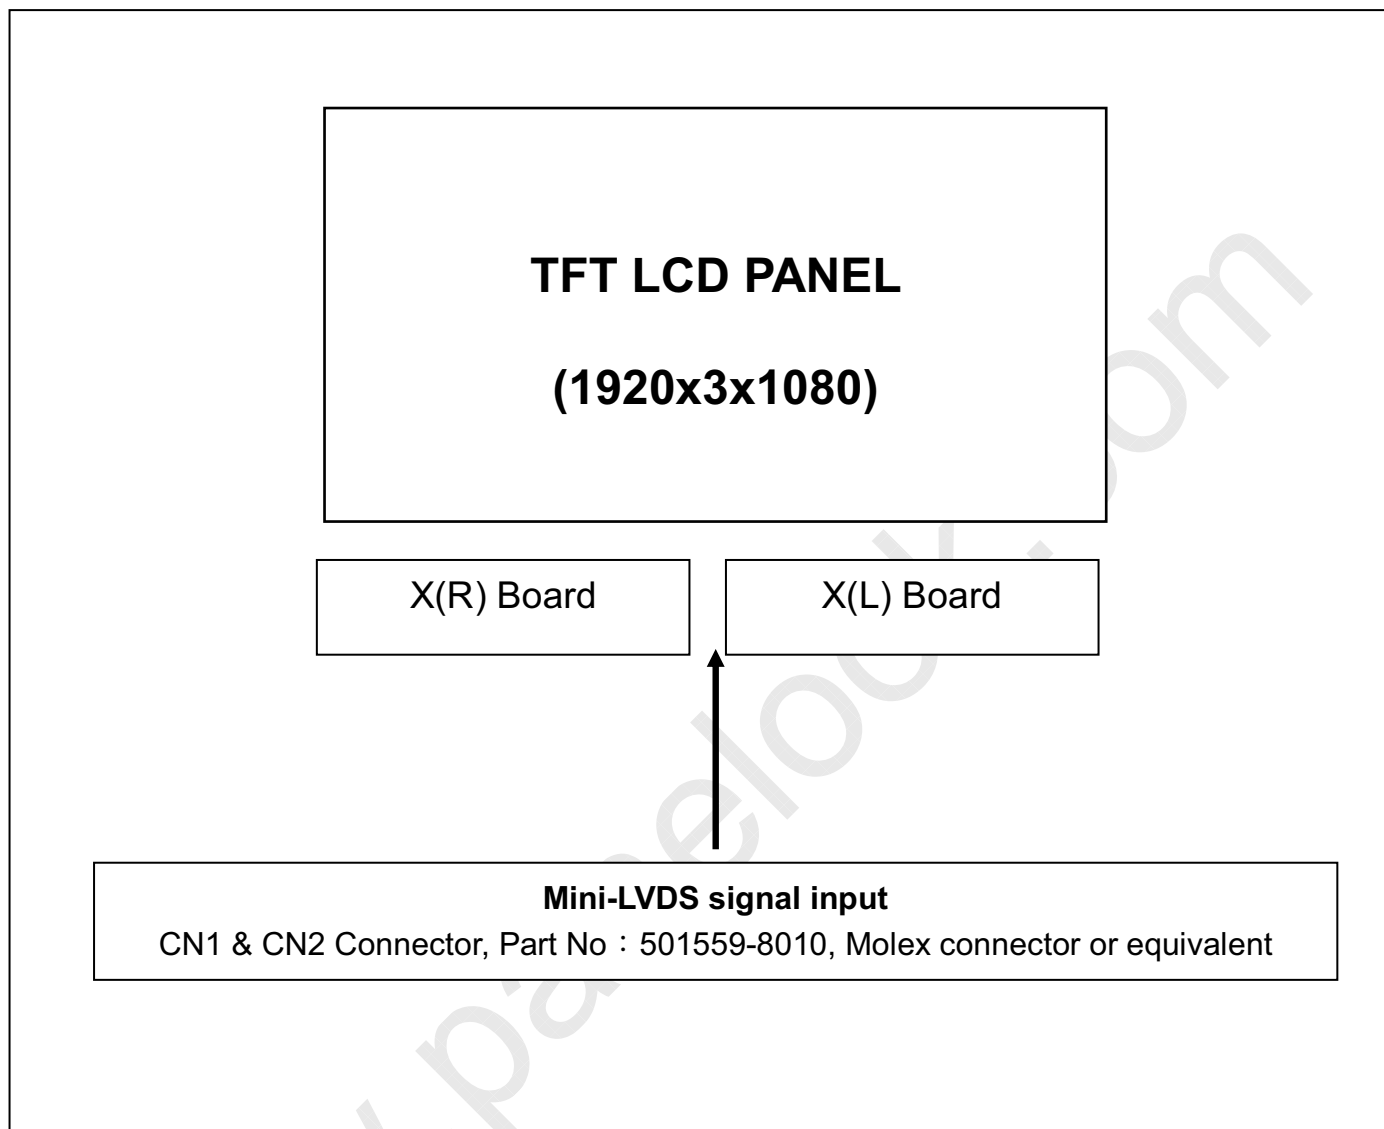 TFT LCD PANEL
(1920x3x1080)
X(R) Board
X(L) Board
Mini-LVDS signal input
CN1 & CN2 Connector, Part No：501559-8010, Molex connector or equivalent